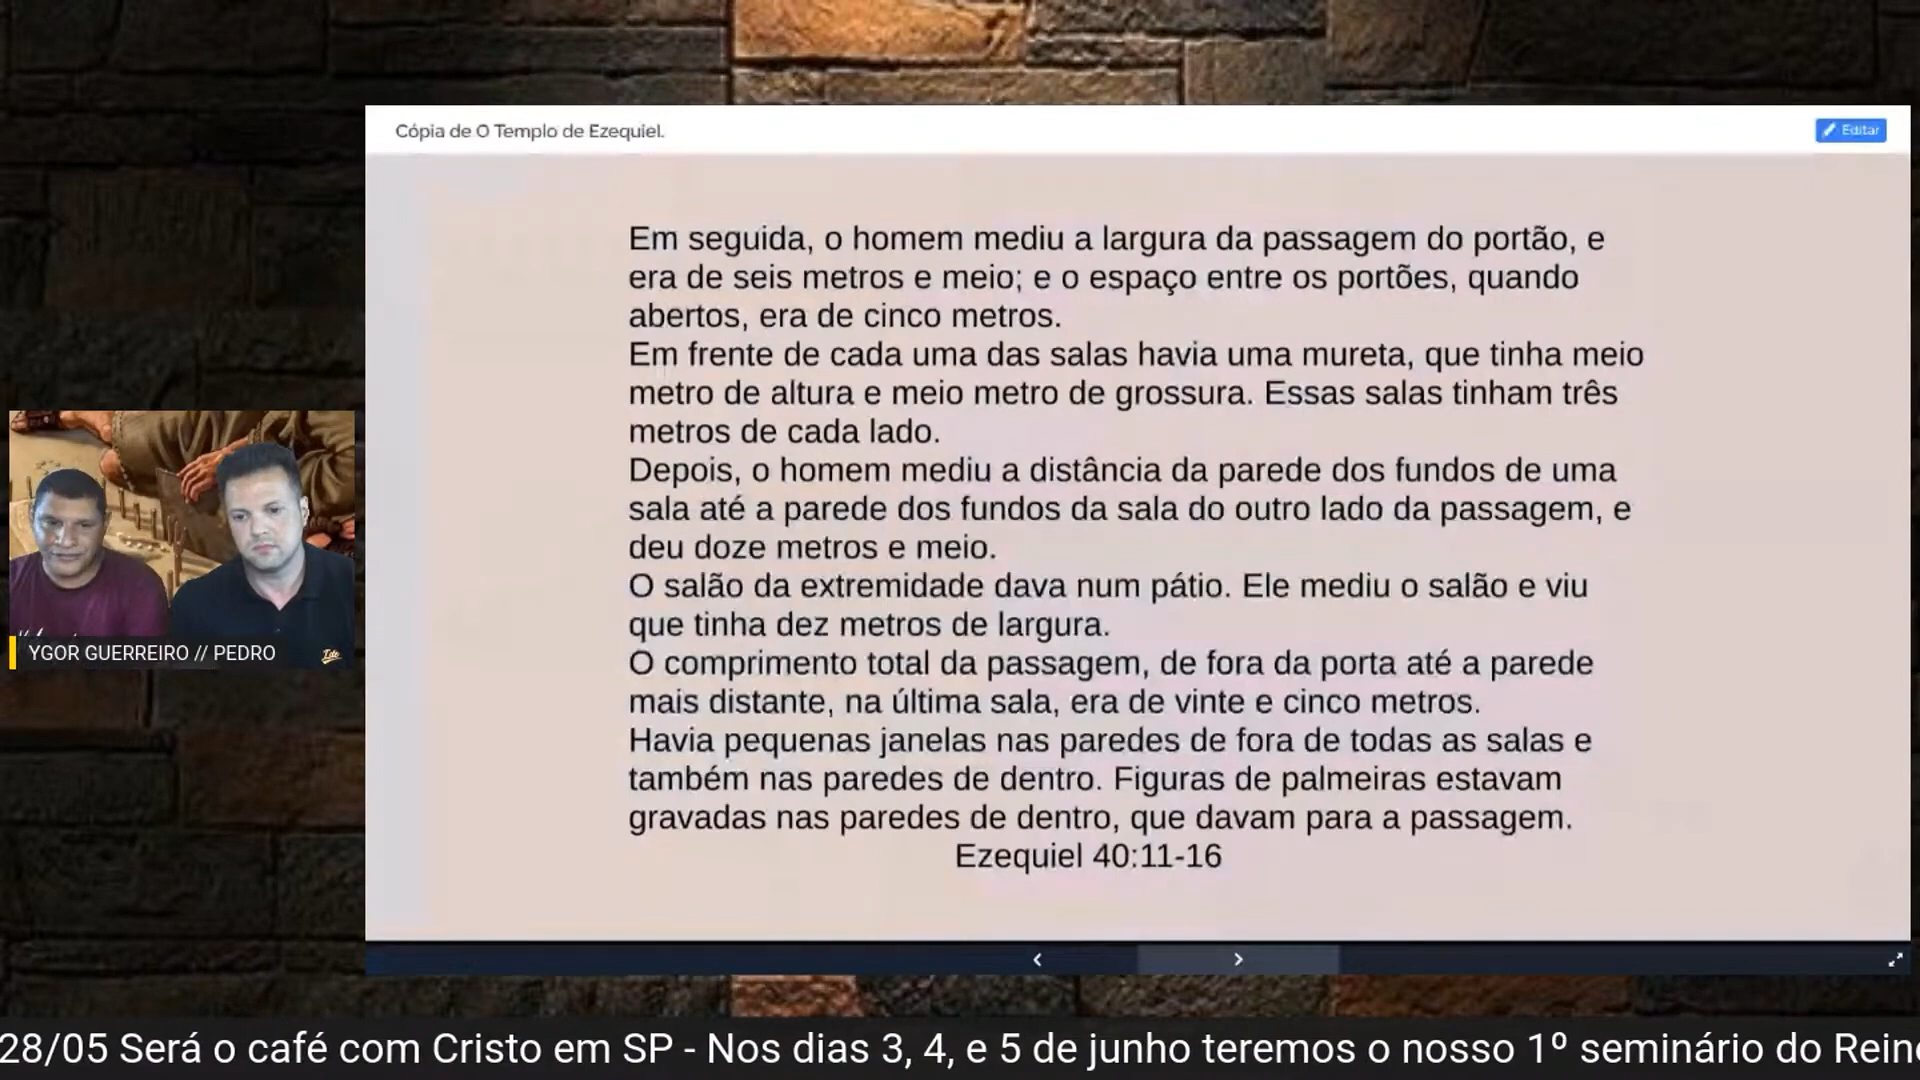 Cópia de O Templo de Ezequiel.
Editar
Em seguida, o homem mediu a largura da passagem do portão, e
era de seis metros e meio; e o espaço entre os portões, quando
abertos, era de cinco metros.
Em frente de cada uma das salas havia uma mureta, que tinha meio
metro de altura e meio metro de grossura. Essas salas tinham três
metros de cada lado.
Depois, o homem mediu a distância da parede dos fundos de uma
sala até a parede dos fundos da sala do outro lado da passagem, e
deu doze metros e meio.
O salão da extremidade dava num pátio. Ele mediu o salão e viu
que tinha dez metros de largura.
O comprimento total da passagem, de fora da porta até a parede
mais distante, na última sala, era de vinte e cinco metros.
Havia pequenas janelas nas paredes de fora de todas as salas e
também nas paredes de dentro. Figuras de palmeiras estavam
gravadas nas paredes de dentro, que davam para a passagem.
Ezequiel 40:11-16
YGOR GUERREIRO // PEDRO
28/05 Será o café com Cristo em SP - Nos dias 3, 4, e 5 de junho teremos o nosso 1º seminário do Rein